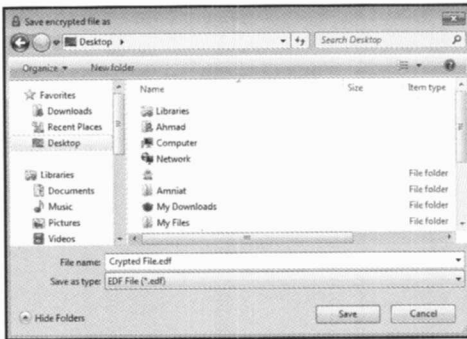 Save encrypted file as
Desktop
Search Desktop
Organize
New folder
Name
Size
Item type
Favorites
Downloads
Recent Places
Desktop
Libraries
Documents
Music
Pictures
Videos
Libraries
Ahmad
Computer
Network
File folder
Amniat
File folder
My Downloads
File folder
My Files
File folder
File name:
Crypted File.edf
Save as type:
EDF File (*.edf)
Hide Folders
Save
Cancel